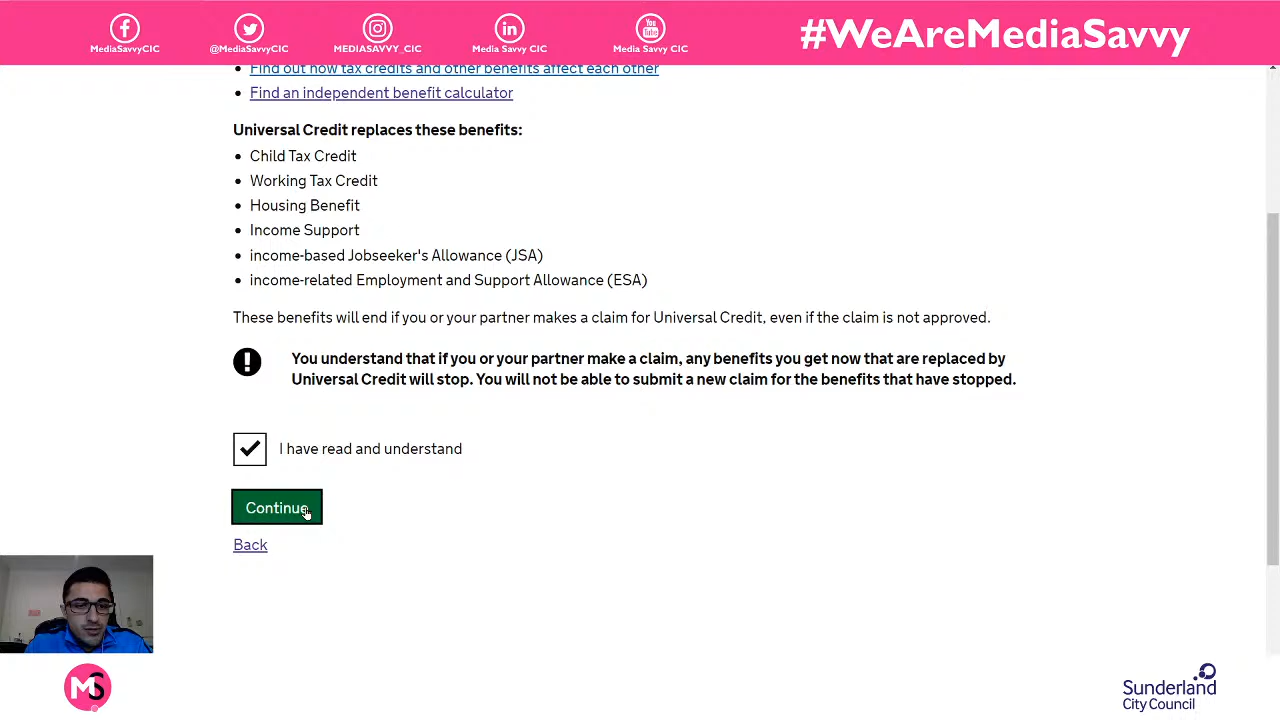 MediaSavvyCIC
@MediaSavvyCIC
MEDIASAVVY_CIC
in
Media Savvy CIC
You
Tube
Media Savvy CIC
#WeAreMediaSavvy
Find out how tax credits and other benefits affect each other
Find an independent benefit calculator
Universal Credit replaces these benefits:
Child Tax Credit
Working Tax Credit
Housing Benefit
Income Support
income-based Jobseeker's Allowance (JSA)
income-related Employment and Support Allowance (ESA)
These benefits will end if you or your partner makes a claim for Universal Credit, even if the claim is not approved.
You understand that if you or your partner make a claim, any benefits you get now that are replaced by
Universal Credit will stop. You will not be able to submit a new claim for the benefits that have stopped.
I have read and understand
Continue
Back
MS
Sunderland
City Council